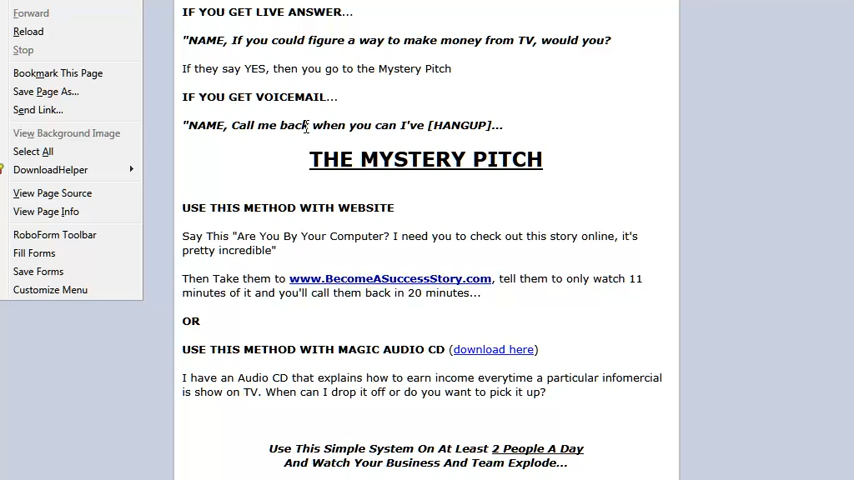 Forward
Reload
Stop
Bookmark This Page
Save Page As...
Send Link...
View Background Image
Select All
DownloadHelper
View Page Source
View Page Info
RoboForm Toolbar
Fill Forms
Save Forms
Customize Menu
IF YOU GET LIVE ANSWER...
"NAME, If you could figure a way to make money from TV, would you?
If they say YES, then you go to the Mystery Pitch
IF YOU GET VOICEMAIL...
"NAME, Call me back when you can I've [HANGUP]...
THE MYSTERY PITCH
USE THIS METHOD WITH WEBSITE
Say This "Are You By Your Computer? I need you to check out this story online, it's
pretty incredible"
Then Take them to www.BecomeASuccessStory.com, tell them to only watch 11
minutes of it and you'll call them back in 20 minutes...
OR
USE THIS METHOD WITH MAGIC AUDIO CD (download here)
I have an Audio CD that explains how to earn income everytime a particular infomercial
is show on TV. When can I drop it off or do you want to pick it up?
Use This Simple System On At Least 2 People A Day
And Watch Your Business And Team Explode...